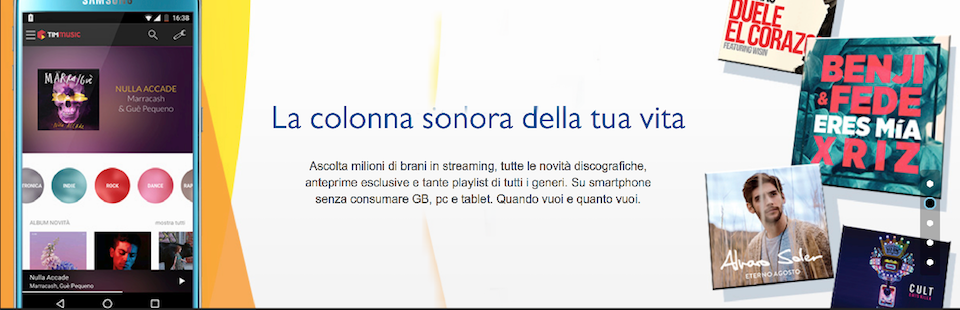 SAMSUNG
16:38
TIMMUSIC
MARRA/GUÈ
NULLA ACCADE
Marracash
& Guè Pequeno
TRONICA
INDIE
ROCK
DANCE
RAP
ALBUM NOVITÀ
mostra tutti
Nulla Accade
Marracash, Guè Pequeno
La colonna sonora della tua vita
Ascolta milioni di brani in streaming, tutte le novità discografiche,
anteprime esclusive e tante playlist di tutti i generi. Su smartphone
senza consumare GB, pc e tablet. Quando vuoi e quanto vuoi.
DUELE
EL CORAZO
FEATURING WISIN
BENJI
& FEDE
ERES MÍA
XRIZ
Alvaro Soler
ETERNO AGOSTO
CULT